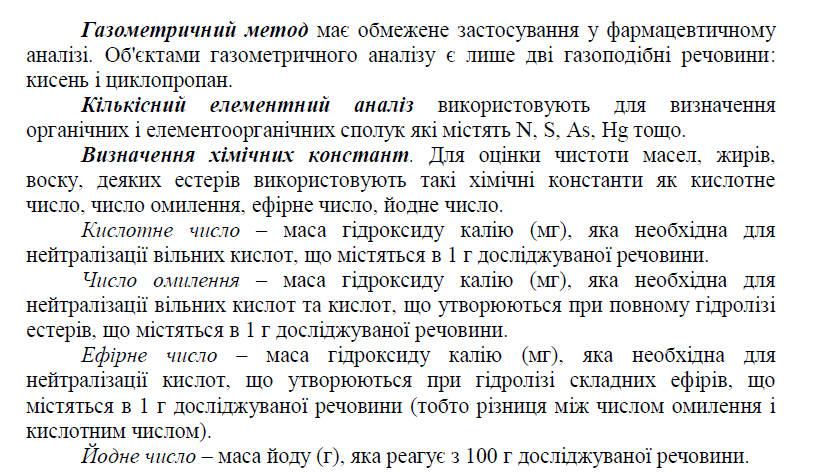 Газометричний метод має обмежене застосування у фармацевтичному
аналізі. Об'єктами газометричного аналізу є лише дві газоподібні речовини:
кисень і циклопропан.
Кількісний елементний аналіз використовують для визначення
органічних і елементоорганічних сполук які містять N, S, As, Hg тощо.
Визначення хімічних констант. Для оцінки чистоти масел, жирів,
воску, деяких естерів використовують такі хімічні константи як кислотне
число, число омилення, ефірне число, йодне число.
Кислотне число – маса гідроксиду калію (мг), яка необхідна для
нейтралізації вільних кислот, що містяться в 1 г досліджуваної речовини.
Число омилення – маса гідроксиду калію (мг), яка необхідна для
нейтралізації вільних кислот та кислот, що утворюються при повному гідролізі
естерів, що містяться в 1 г досліджуваної речовини.
Ефірне число – маса гідроксиду калію (мг), яка необхідна для
нейтралізації кислот, що утворюються при гідролізі складних ефірів, що
містяться в 1 г досліджуваної речовини (тобто різниця між числом омилення і
кислотним числом).
Йодне число – маса йоду (г), яка реагує з 100 г досліджуваної речовини.